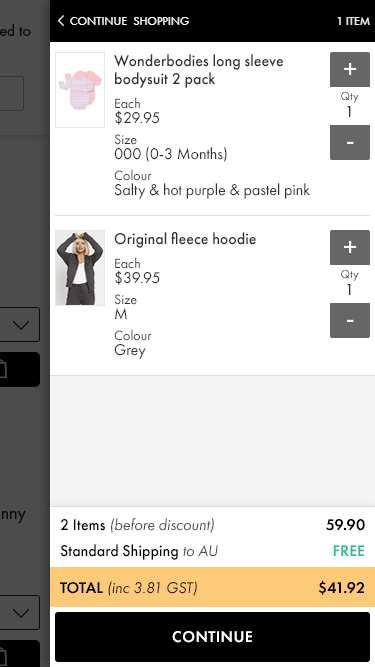 ed to
CONTINUE SHOPPING 1 ITEM
Wonderbodies long sleeve
bodysuit 2 pack
Each
$29.95
Size
000 (0-3 Months)
Colour
Salty & hot purple & pastel pink
+
Qty
1
-
Original fleece hoodie
Each
$39.95
Size
M
Colour
Grey
+
Qty
1
-
nny
2 Items (before discount) 59.90
Standard Shipping to AU FREE
TOTAL (inc 3.81 GST) $41.92
CONTINUE